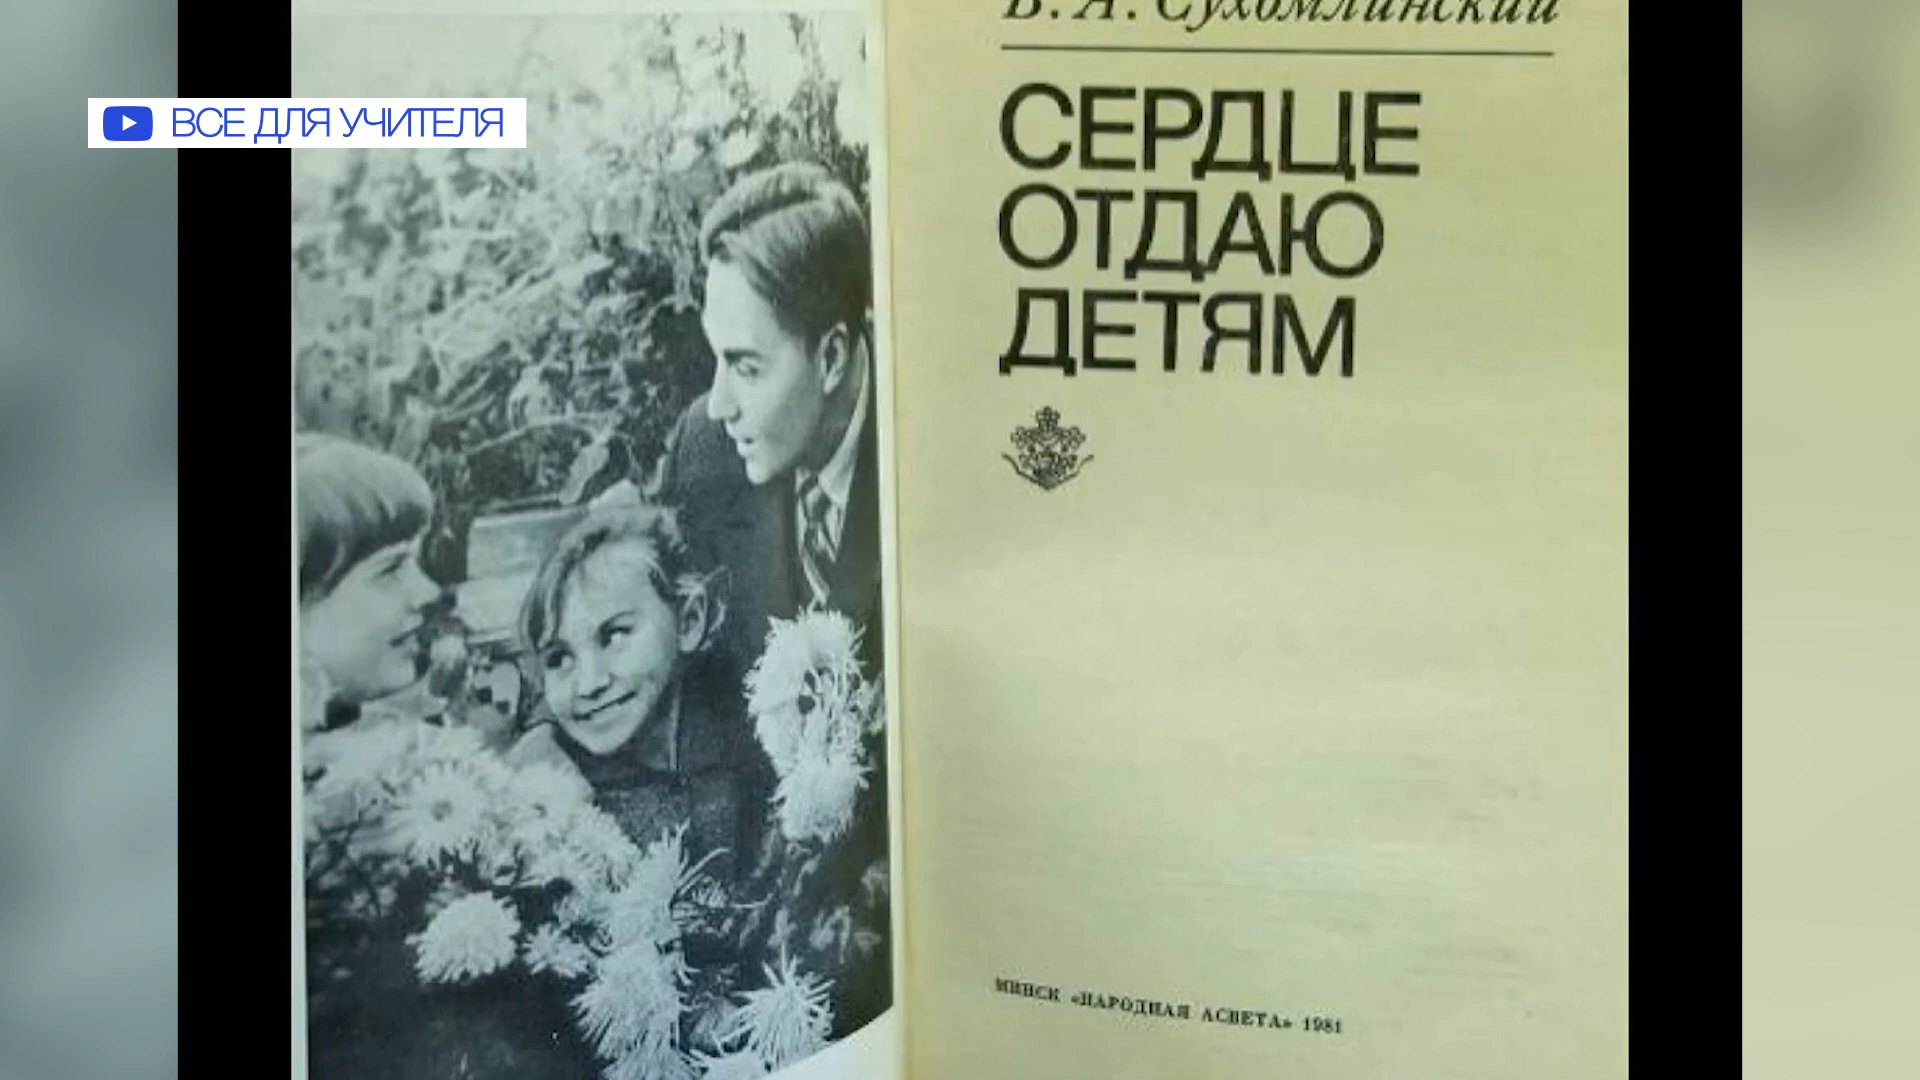 ВСЕ ДЛЯ УЧИТЕЛЯ
В. А. Сухомлинский
СЕРДЦЕ
ОТДАЮ
ДЕТЯМ
МИНСК «НАРОДНАЯ АСВЕТА» 1981